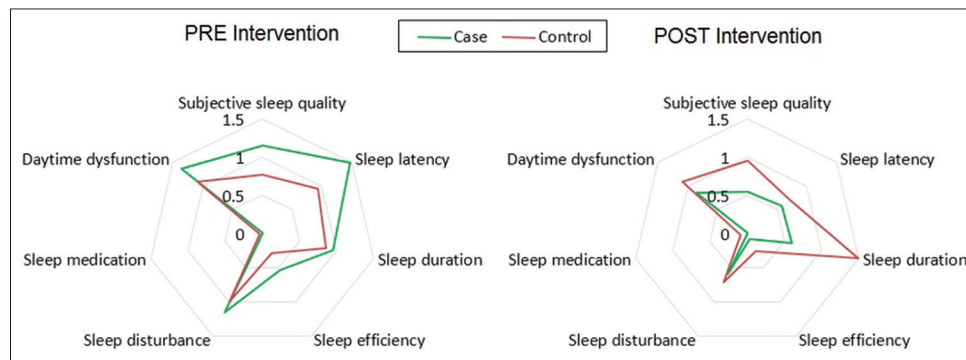 PRE Intervention
Case
Control
POST Intervention
Subjective sleep quality
1.5
Daytime dysfunction
1
Sleep latency
0.5
0
Sleep medication
Sleep duration
Sleep disturbance
Sleep efficiency
Subjective sleep quality
1.5
Daytime dysfunction
1
Sleep latency
0.5
0
Sleep medication
Sleep duration
Sleep disturbance
Sleep efficiency